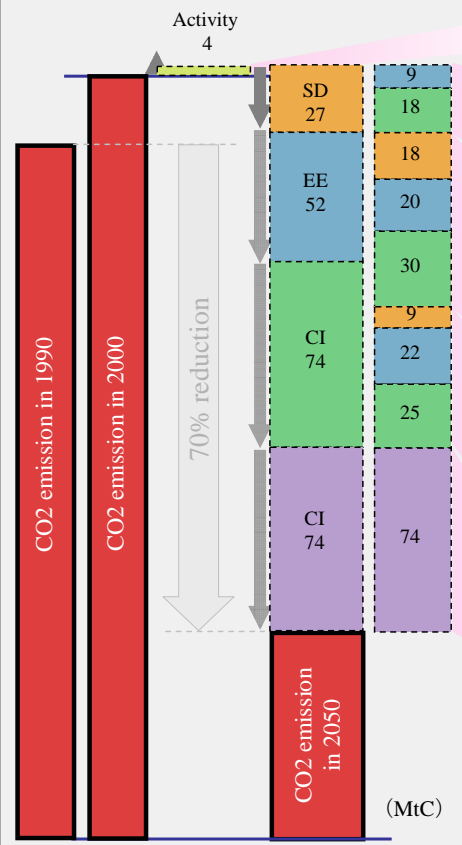 Activity
4
SD
27
EE
52
CI
74
CI
74
9
18
18
20
30
9
22
25
74
CO2 emission in 1990
CO2 emission in 2000
70% reduction
CO2 emission
in 2050
(MtC)